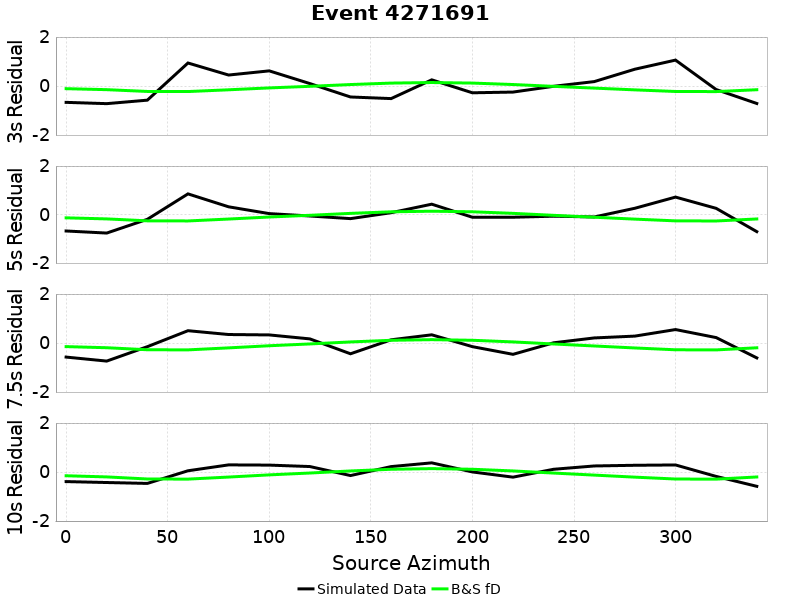 Event 4271691
3s Residual
2
0
-2
5s Residual
2
0
-2
7.5s Residual
2
0
-2
10s Residual
2
0
-2
0 50 100 150 200 250 300
Source Azimuth
Simulated Data B&S fD